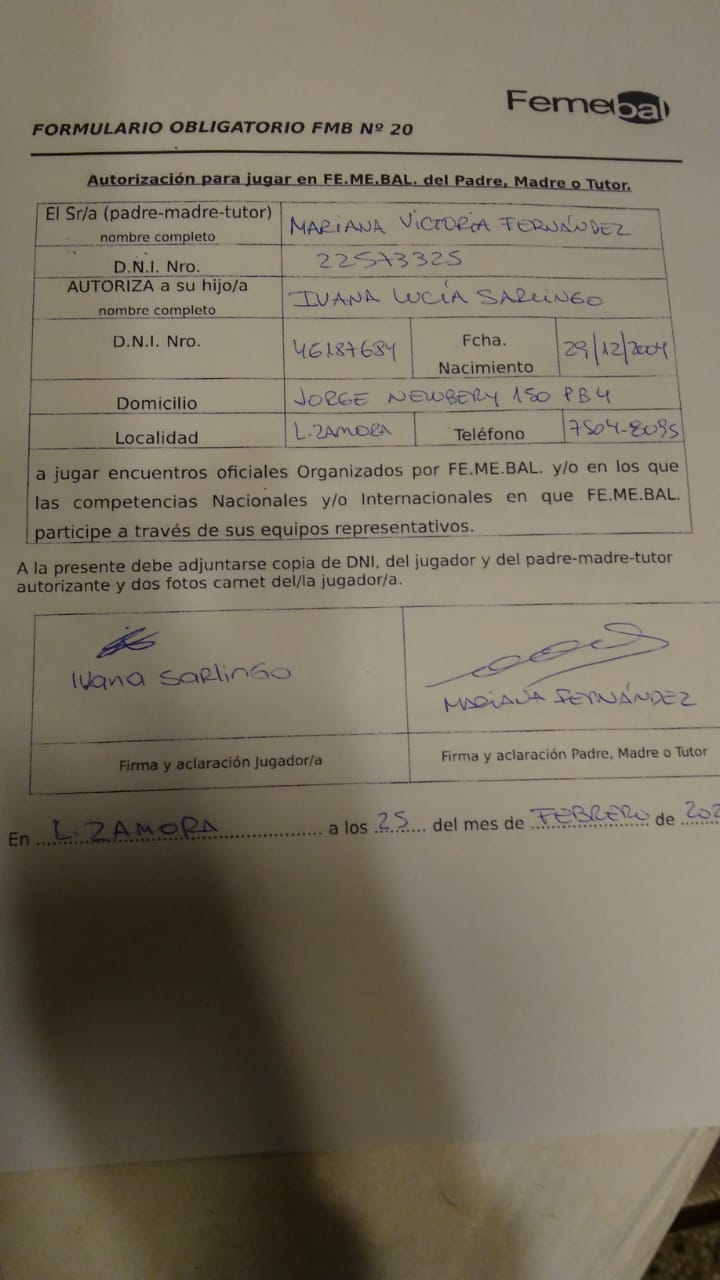 Femebal
FORMULARIO OBLIGATORIO FMB Nº 20
Autorización para jugar en FE.ME.BAL. del Padre, Madre o Tutor.
El Sr/a (padre-madre-tutor) nombre completo MARIANA VICTORIA FERNÁNDEZ
D.N.I. Nro. 22573325
AUTORIZA a su hijo/a nombre completo IVANA LUCÍA SARLINGO
D.N.I. Nro. 46187684 Fcha. Nacimiento 29/12/2004
Domicilio JORGE NEWBERY 150 PB4
Localidad L. ZAMORA Teléfono 7504-8095
a jugar encuentros oficiales Organizados por FE.ME.BAL. y/o en los que
las competencias Nacionales y/o Internacionales en que FE.ME.BAL.
participe a través de sus equipos representativos.
A la presente debe adjuntarse copia de DNI, del jugador y del padre-madre-tutor
autorizante y dos fotos carnet del/la jugador/a.
Ivana SARLINGO
MARIANA FERNÁNDEZ
Firma y aclaración Jugador/a
Firma y aclaración Padre, Madre o Tutor
En L. ZAMORA a los 25 del mes de FEBRERO de